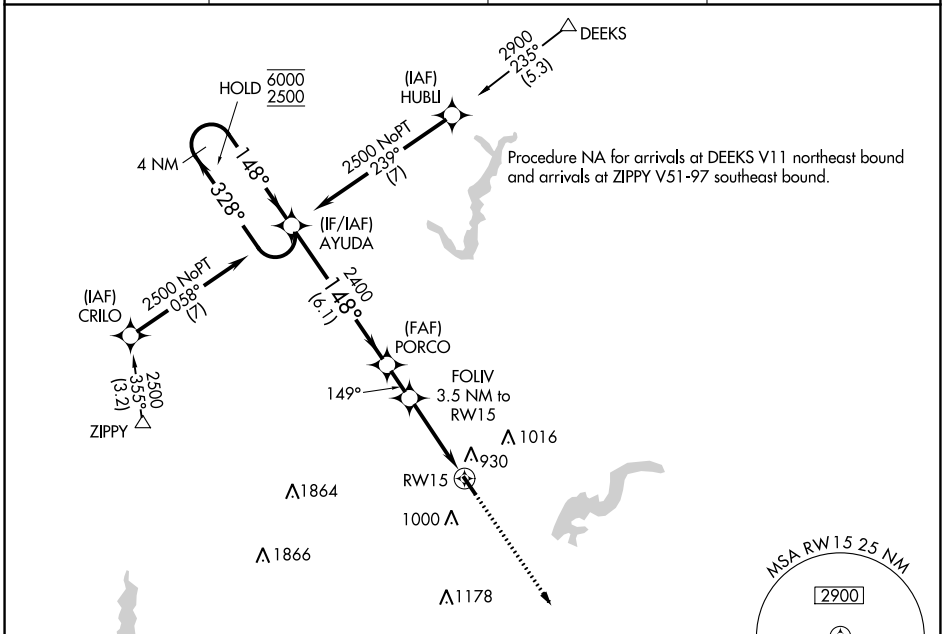 DEEKS
2900
235°
(5.3)
(IAF)
HUBLI
HOLD 6000
2500
4 NM
148°
328°
2500 NoPT
239°
(7)
Procedure NA for arrivals at DEEKS V11 northeast bound
and arrivals at ZIPPY V51-97 southeast bound.
(IF/IAF)
AYUDA
2500 NoPT
058°
(7)
(IAF)
CRILO
2400
148°
(6.1)
(FAF)
PORCO
2500
355°
(3.2)
ZIPPY
149°
FOLIV
3.5 NM to
RW15
1016
930
RW15
1864
1000
1866
1178
MSA RW15 25 NM
2900